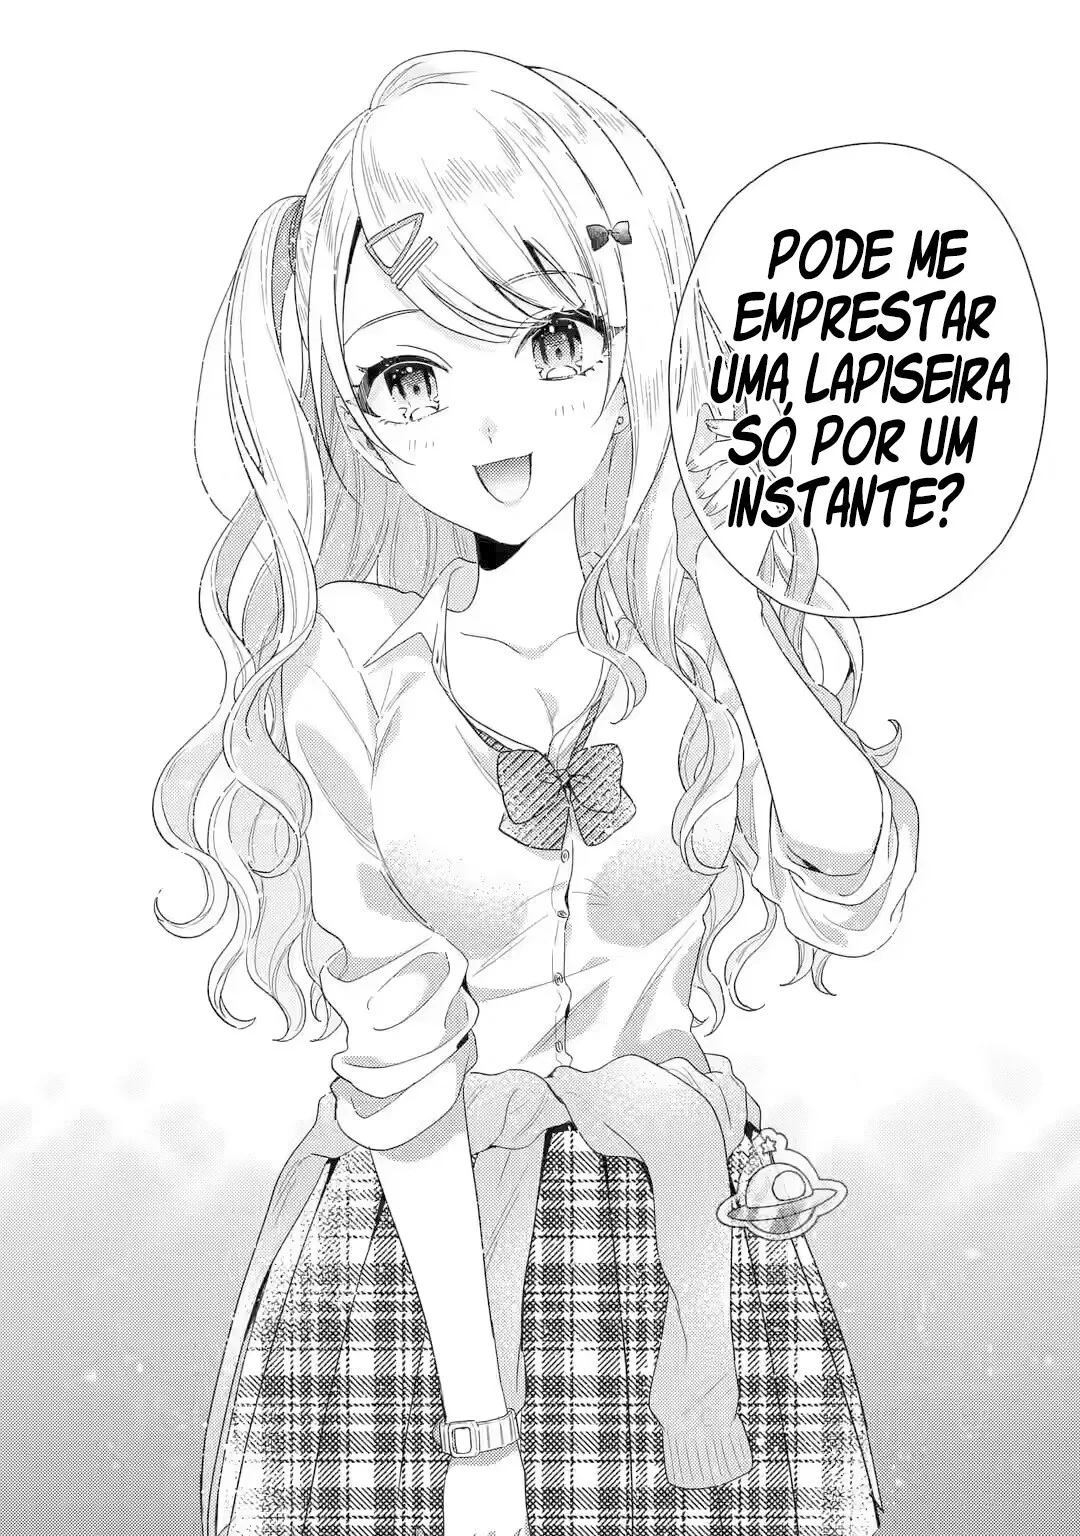 PODE ME
EMPRESTAR
UMA LAPISEIRA
SÓ POR UM
INSTANTE?